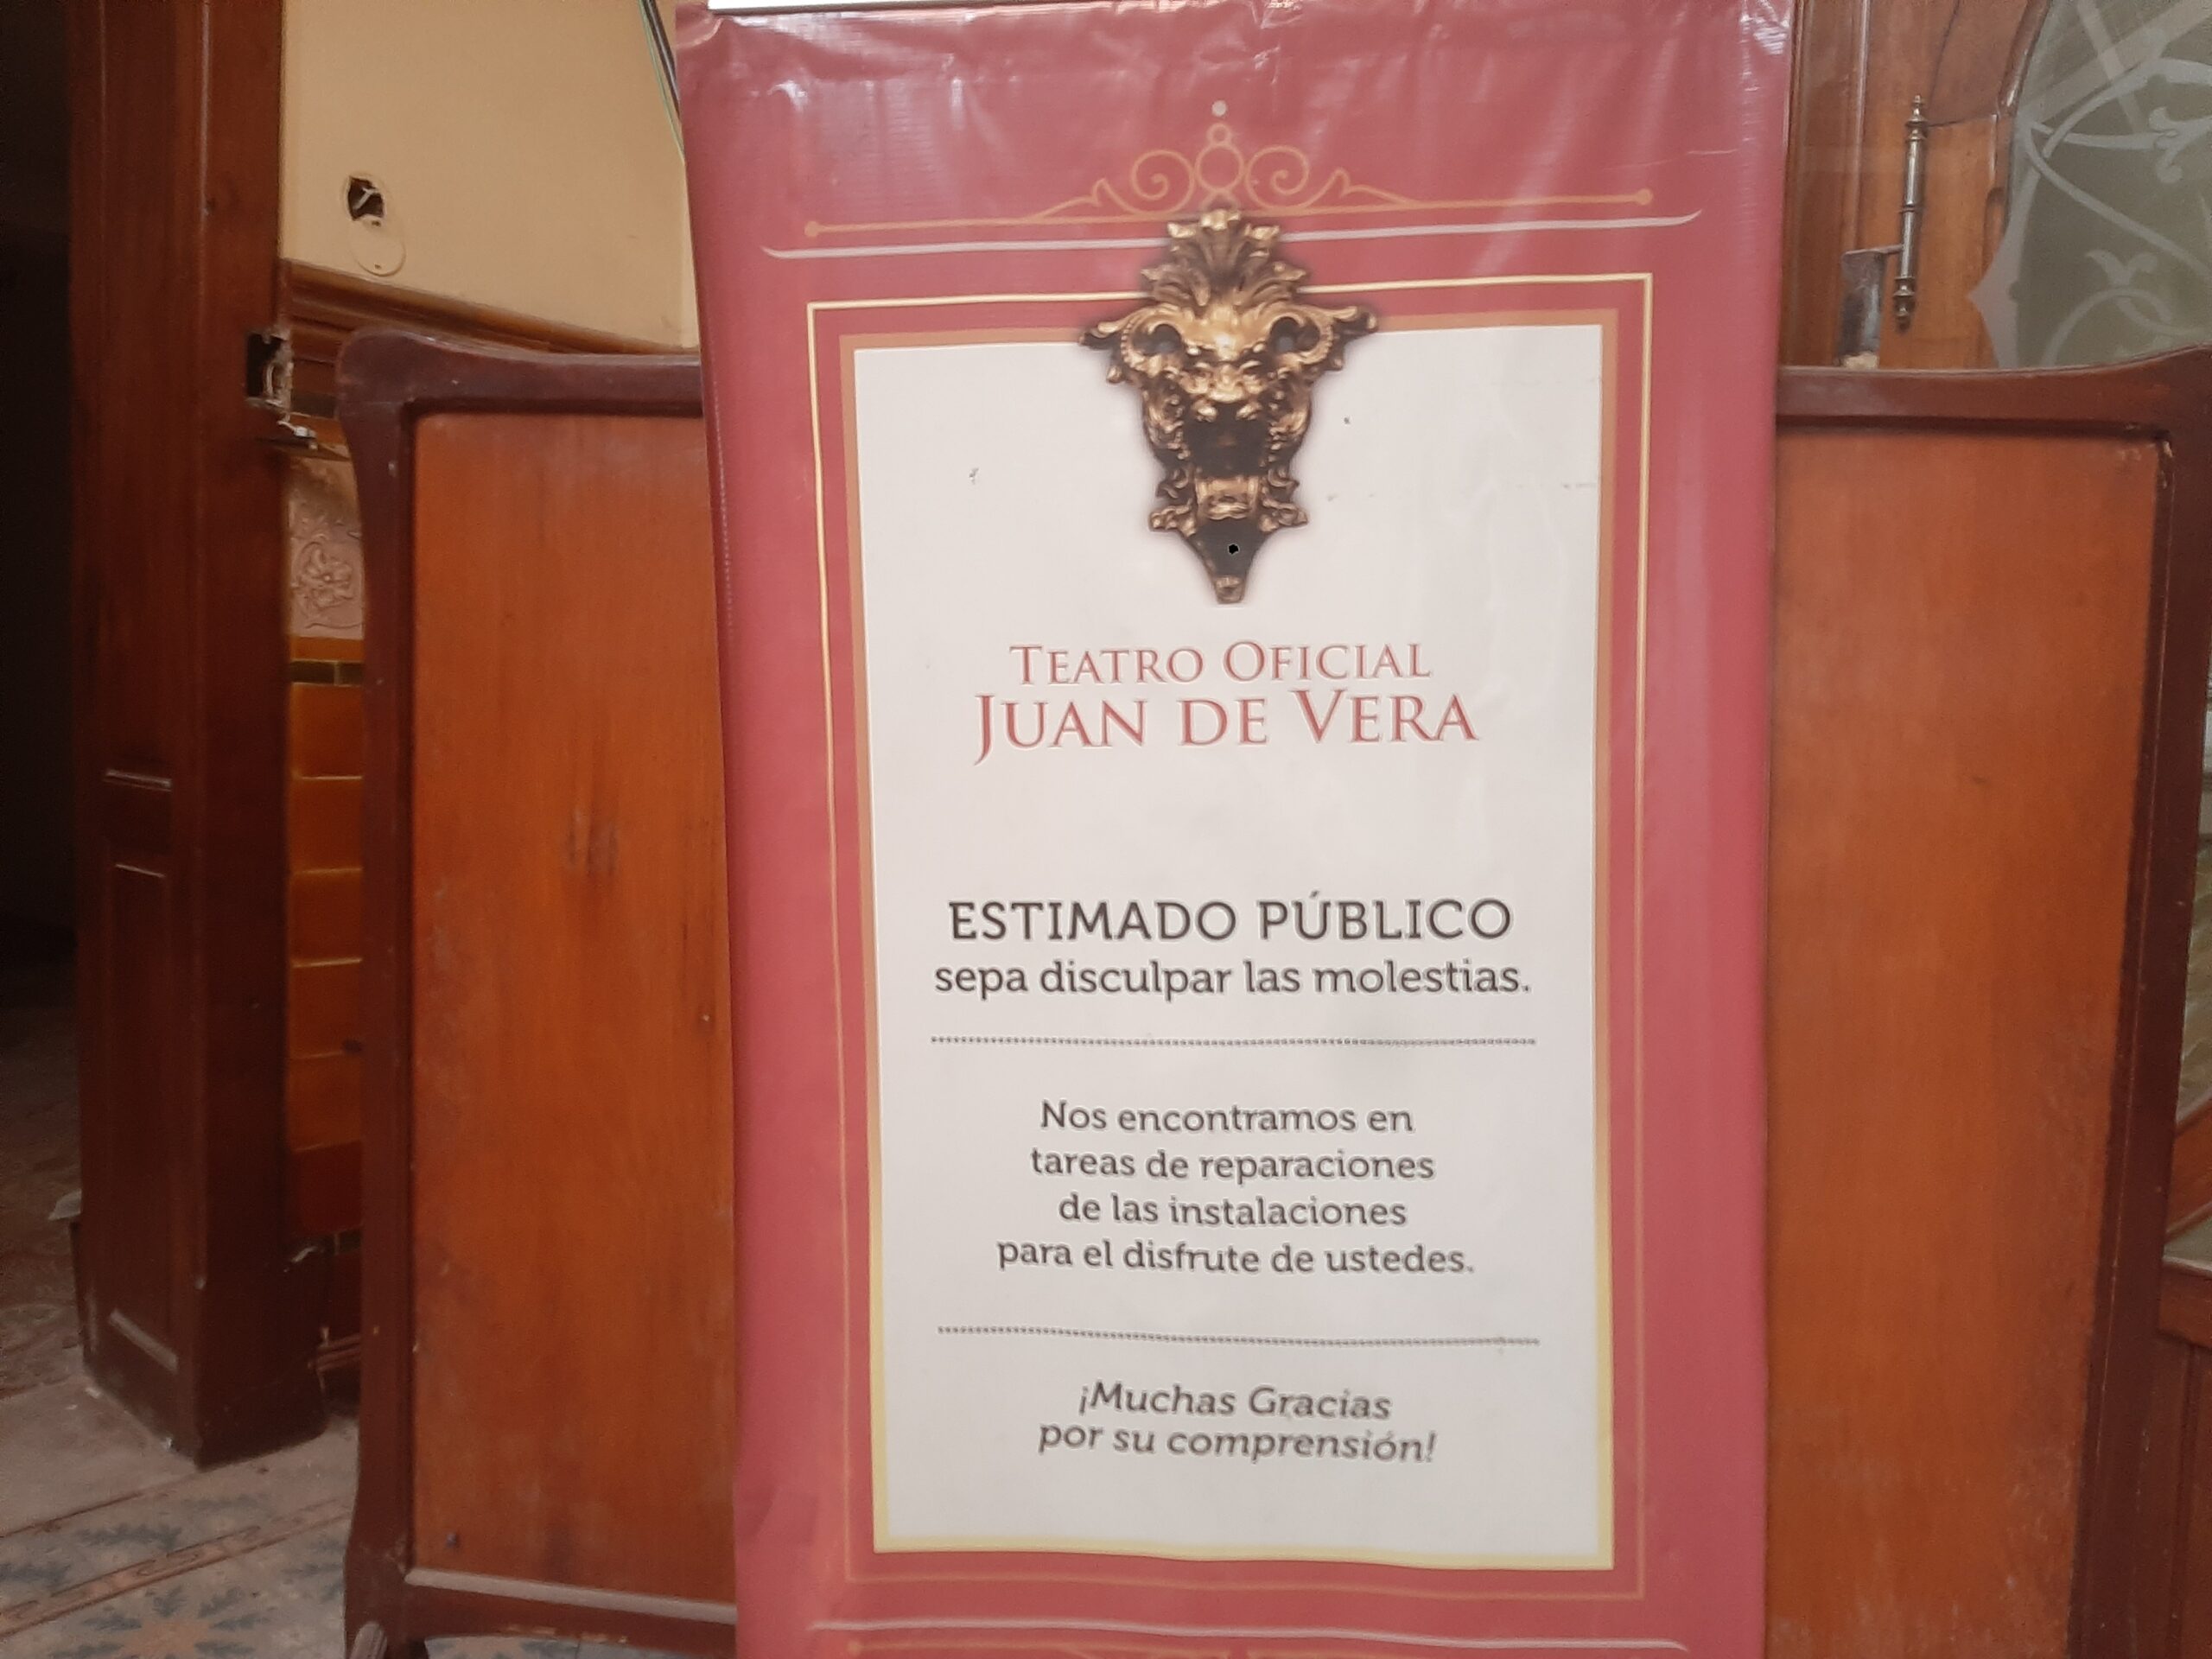 TEATRO OFICIAL
JUAN DE VERA
ESTIMADO PÚBLICO
sepa disculpar las molestias.
Nos encontramos en
tareas de reparaciones
de las instalaciones
para el disfrute de ustedes.
¡Muchas Gracias
por su comprensión!